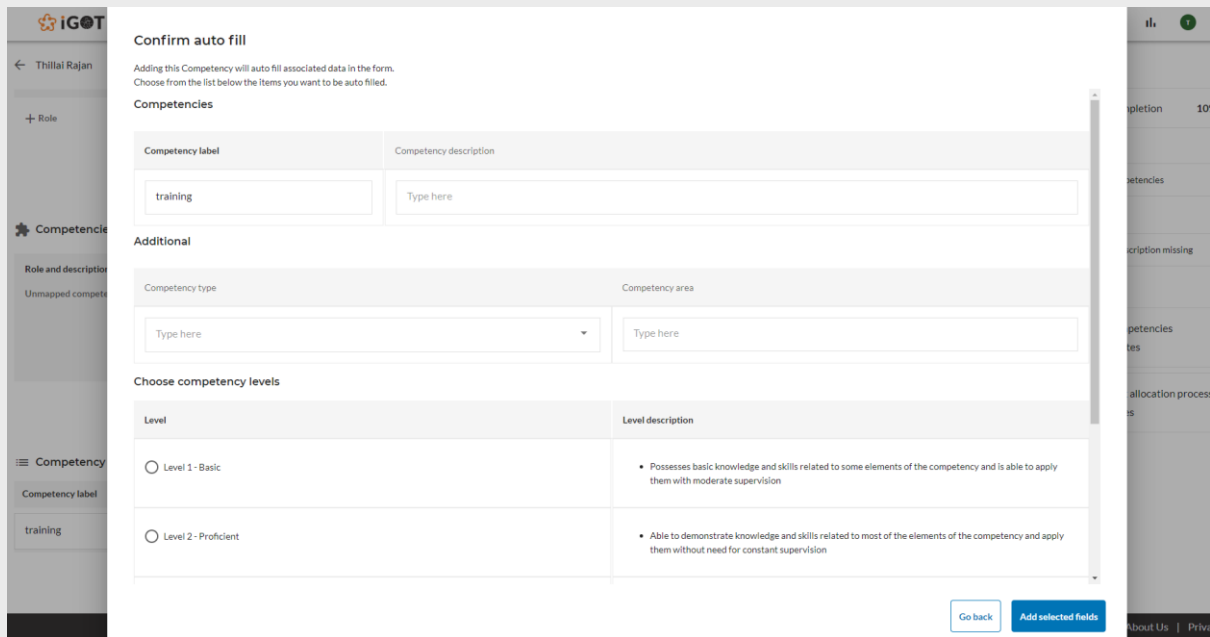 iGOT
T
Thillai Rajan
+ Role
Competencie
Role and description
Unmapped compete
Competency
Competency label
training
Confirm auto fill
Adding this Competency will auto fill associated data in the form.
Choose from the list below the items you want to be auto filled.
Competencies
Competency label
Competency description
training
Type here
Additional
Competency type
Competency area
Type here
Type here
Choose competency levels
Level
Level description
Level 1 - Basic
• Possesses basic knowledge and skills related to some elements of the competency and is able to apply
them with moderate supervision
Level 2 - Proficient
• Able to demonstrate knowledge and skills related to most of the elements of the competency and apply
them without need for constant supervision
Go back
Add selected fields
mpletion
10%
petencies
scription missing
mpetencies
tes
allocation process
es
About Us | Priva